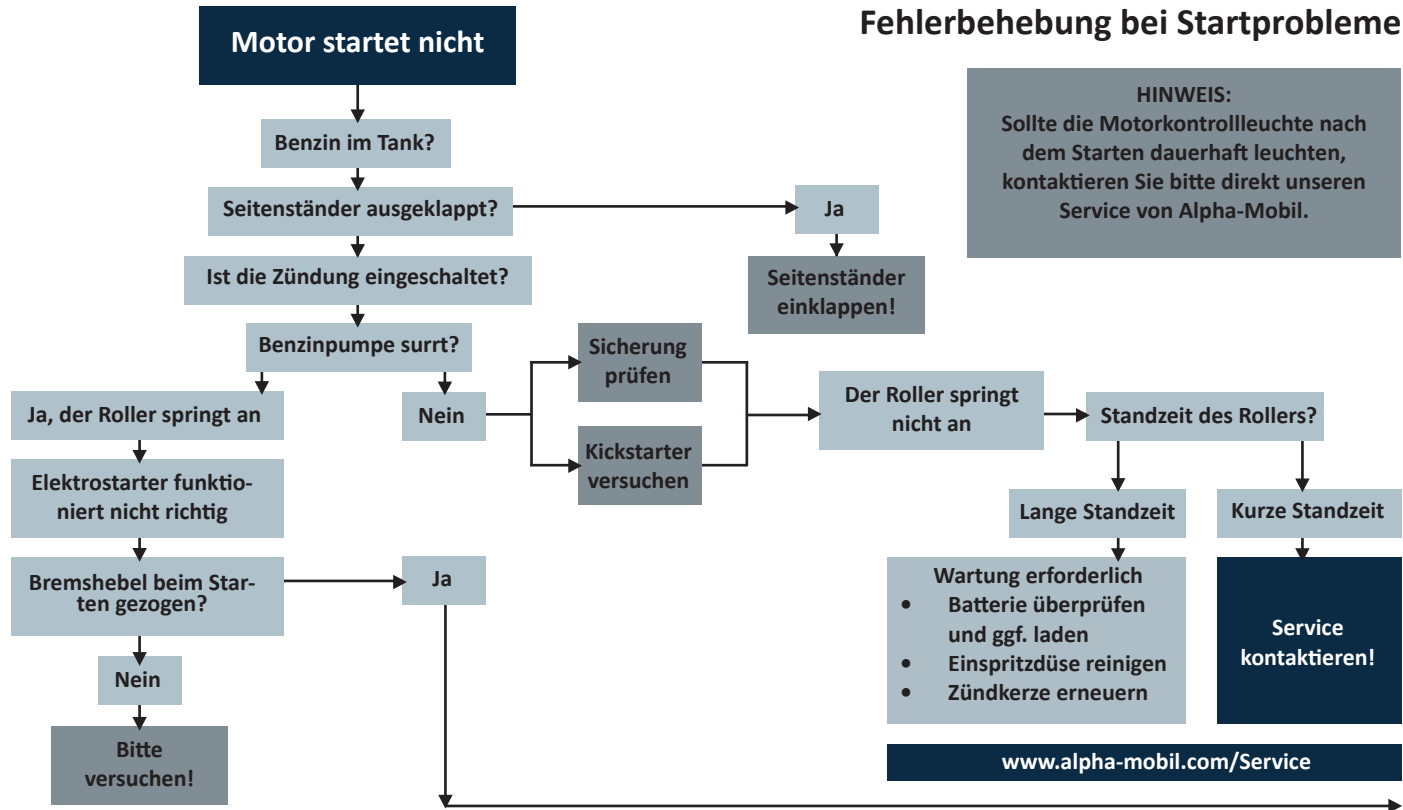 Fehlerbehebung bei Startprobleme
Motor startet nicht
HINWEIS:
Sollte die Motorkontrollleuchte nach
dem Starten dauerhaft leuchten,
kontaktieren Sie bitte direkt unseren
Service von Alpha-Mobil.
Benzin im Tank?
Seitenständer ausgeklappt?
Ja
Seitenständer
einklappen!
Ist die Zündung eingeschaltet?
Benzinpumpe surrt?
Ja, der Roller springt an
Nein
Sicherung
prüfen
Kickstarter
versuchen
Der Roller springt
nicht an
Standzeit des Rollers?
Elektrostarter funktio-
niert nicht richtig
Lange Standzeit
Kurze Standzeit
Bremshebel beim Star-
ten gezogen?
Ja
Wartung erforderlich
• Batterie überprüfen
und ggf. laden
• Einspritzdüse reinigen
• Zündkerze erneuern
Service
kontaktieren!
Nein
Bitte
versuchen!
www.alpha-mobil.com/Service